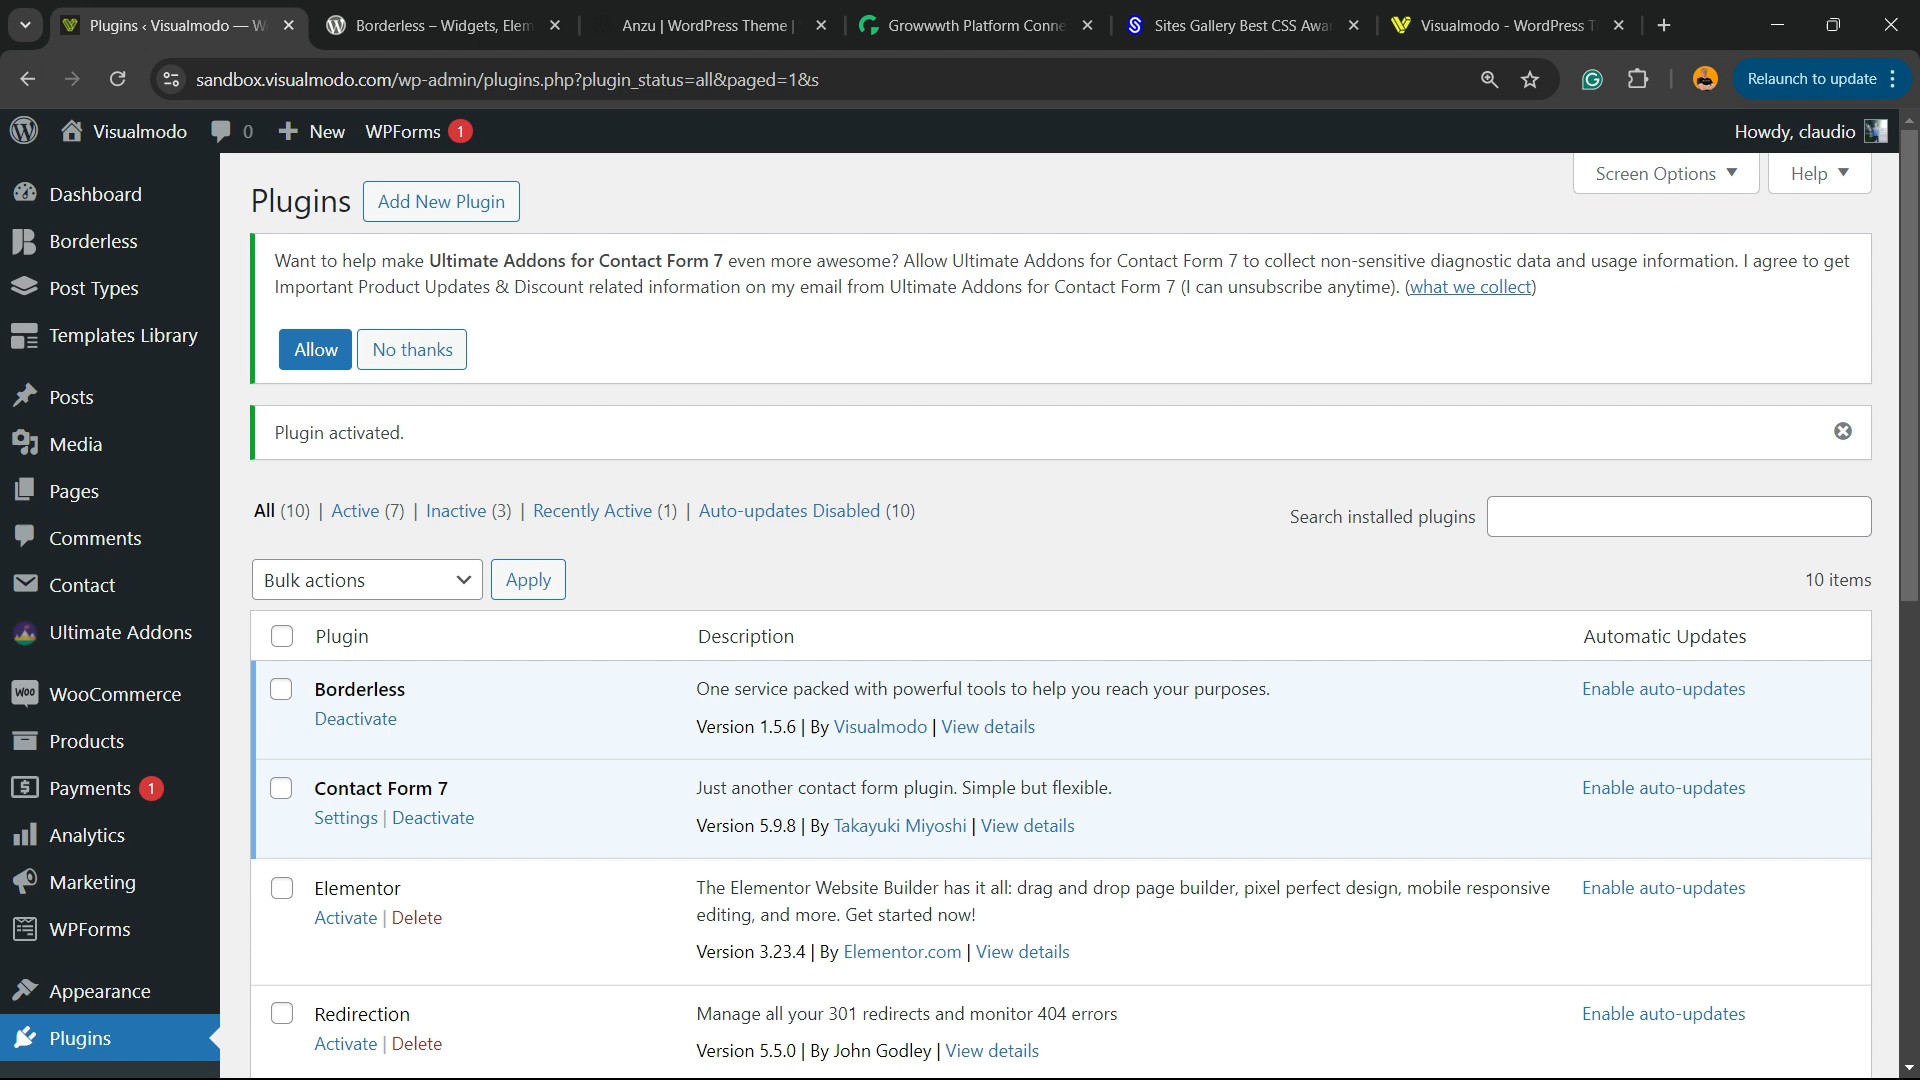 Plugins ‹ Visualmodo — W
Borderless – Widgets, Elem
Anzu | WordPress Theme |
Growwwth Platform Conne
Sites Gallery Best CSS Awa
Visualmodo - WordPress T
sandbox.visualmodo.com/wp-admin/plugins.php?plugin_status=all&paged=1&s
Relaunch to update
Visualmodo
0
New
WPForms 1
Howdy, claudio
Dashboard
Borderless
Post Types
Templates Library
Posts
Media
Pages
Comments
Contact
Ultimate Addons
WooCommerce
Products
Payments 1
Analytics
Marketing
WPForms
Appearance
Plugins
Screen Options
Help
Plugins
Add New Plugin
Want to help make Ultimate Addons for Contact Form 7 even more awesome? Allow Ultimate Addons for Contact Form 7 to collect non-sensitive diagnostic data and usage information. I agree to get
Important Product Updates & Discount related information on my email from Ultimate Addons for Contact Form 7 (I can unsubscribe anytime). (what we collect)
Allow
No thanks
Plugin activated.
All (10) | Active (7) | Inactive (3) | Recently Active (1) | Auto-updates Disabled (10)
Search installed plugins
Bulk actions
Apply
10 items
Plugin
Description
Automatic Updates
Borderless
Deactivate
One service packed with powerful tools to help you reach your purposes.
Version 1.5.6 | By Visualmodo | View details
Enable auto-updates
Contact Form 7
Settings | Deactivate
Just another contact form plugin. Simple but flexible.
Version 5.9.8 | By Takayuki Miyoshi | View details
Enable auto-updates
Elementor
Activate | Delete
The Elementor Website Builder has it all: drag and drop page builder, pixel perfect design, mobile responsive
editing, and more. Get started now!
Version 3.23.4 | By Elementor.com | View details
Enable auto-updates
Redirection
Activate | Delete
Manage all your 301 redirects and monitor 404 errors
Version 5.5.0 | By John Godley | View details
Enable auto-updates